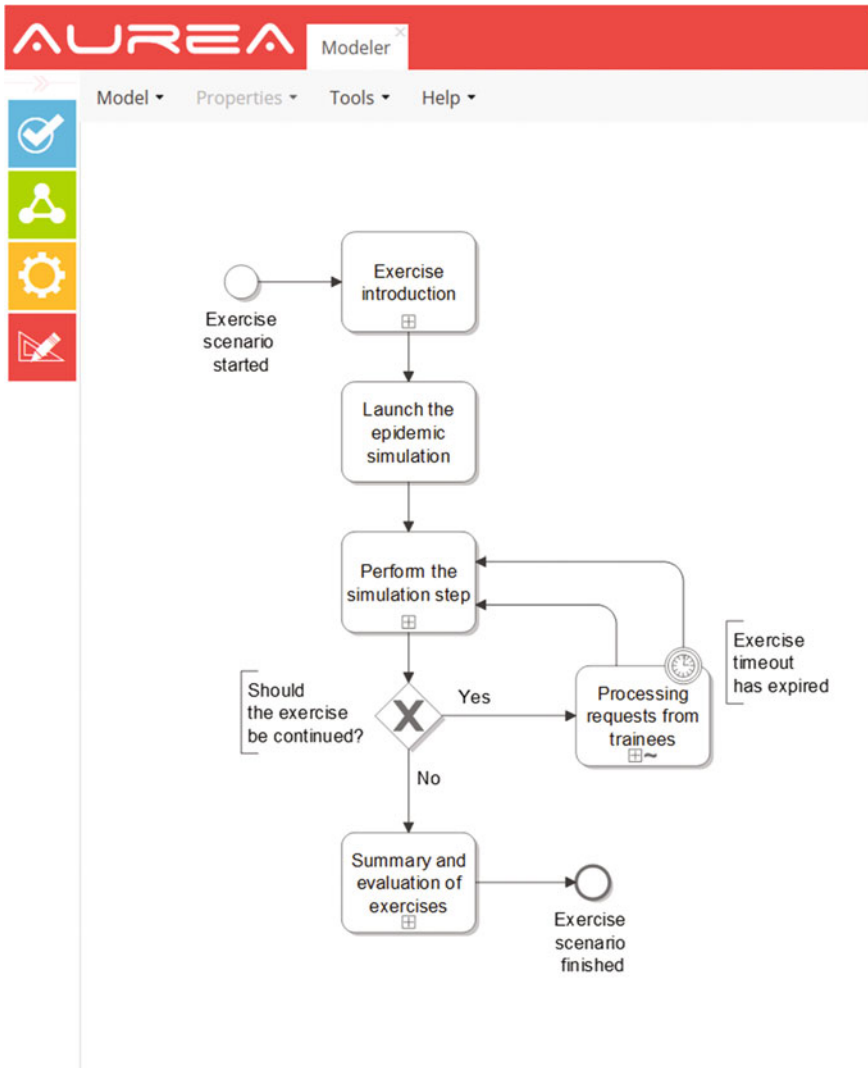 AUREA
Modeler
Model
Properties
Tools
Help
Exercise
introduction
Exercise
scenario
started
Launch the
epidemic
simulation
Perform the
simulation step
Exercise
timeout
has expired
Should
the exercise
be continued?
Yes
Processing
requests from
trainees
No
Summary and
evaluation of
exercises
Exercise
scenario
finished